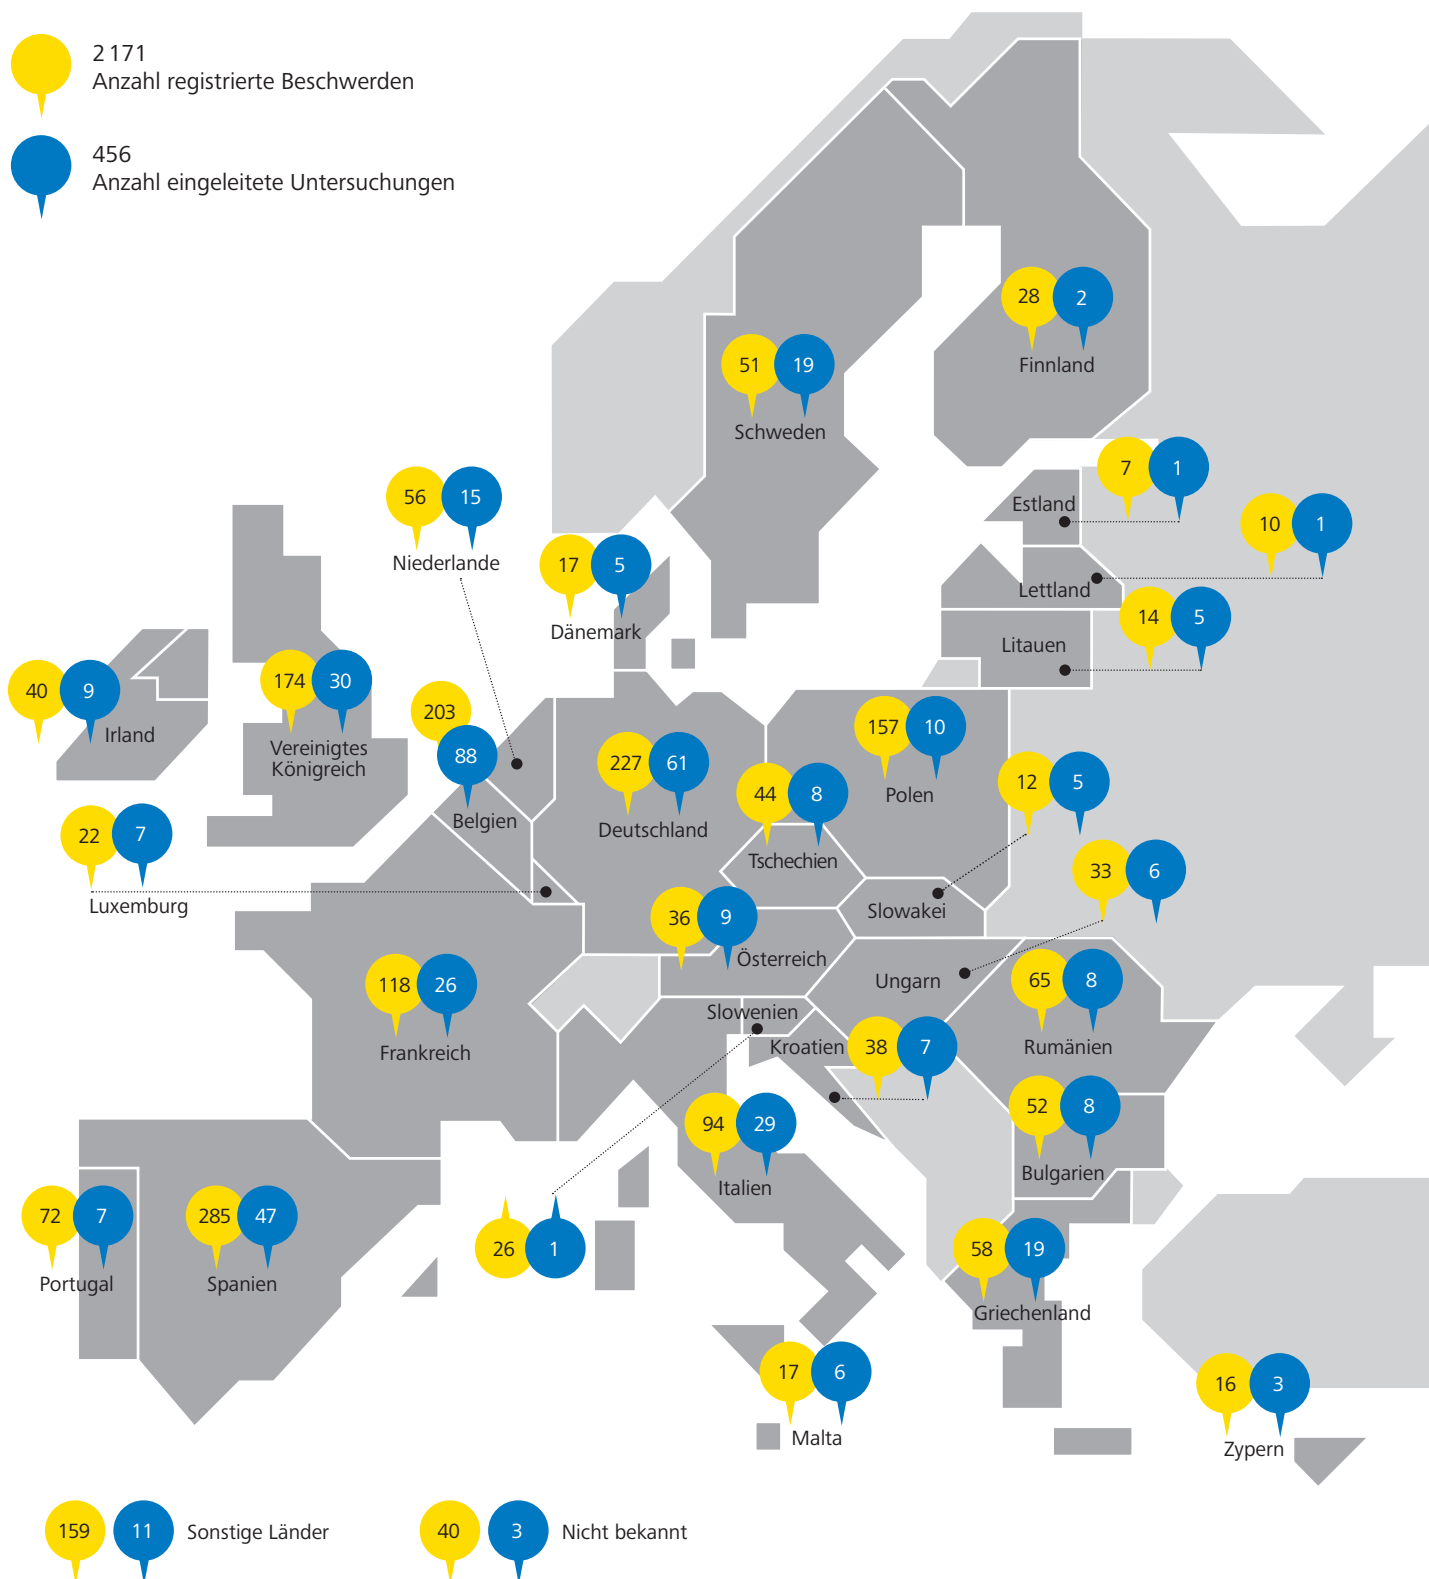 2 171
Anzahl registrierte Beschwerden
456
Anzahl eingeleitete Untersuchungen
28
2
Finnland
51
19
Schweden
7
1
Estland
56
15
Niederlande
10
1
Lettland
17
5
Dänemark
14
5
Litauen
40
9
Irland
174
30
Vereinigtes
Königreich
203
88
Belgien
227
61
Deutschland
157
10
Polen
44
8
Tschechien
12
5
Slowakei
22
7
Luxemburg
33
6
Ungarn
36
9
Österreich
118
26
Frankreich
65
8
Rumänien
Slowenien
26
1
Kroatien
38
7
52
8
Bulgarien
94
29
Italien
72
7
Portugal
285
47
Spanien
58
19
Griechenland
17
6
Malta
16
3
Zypern
159
11
Sonstige Länder
40
3
Nicht bekannt